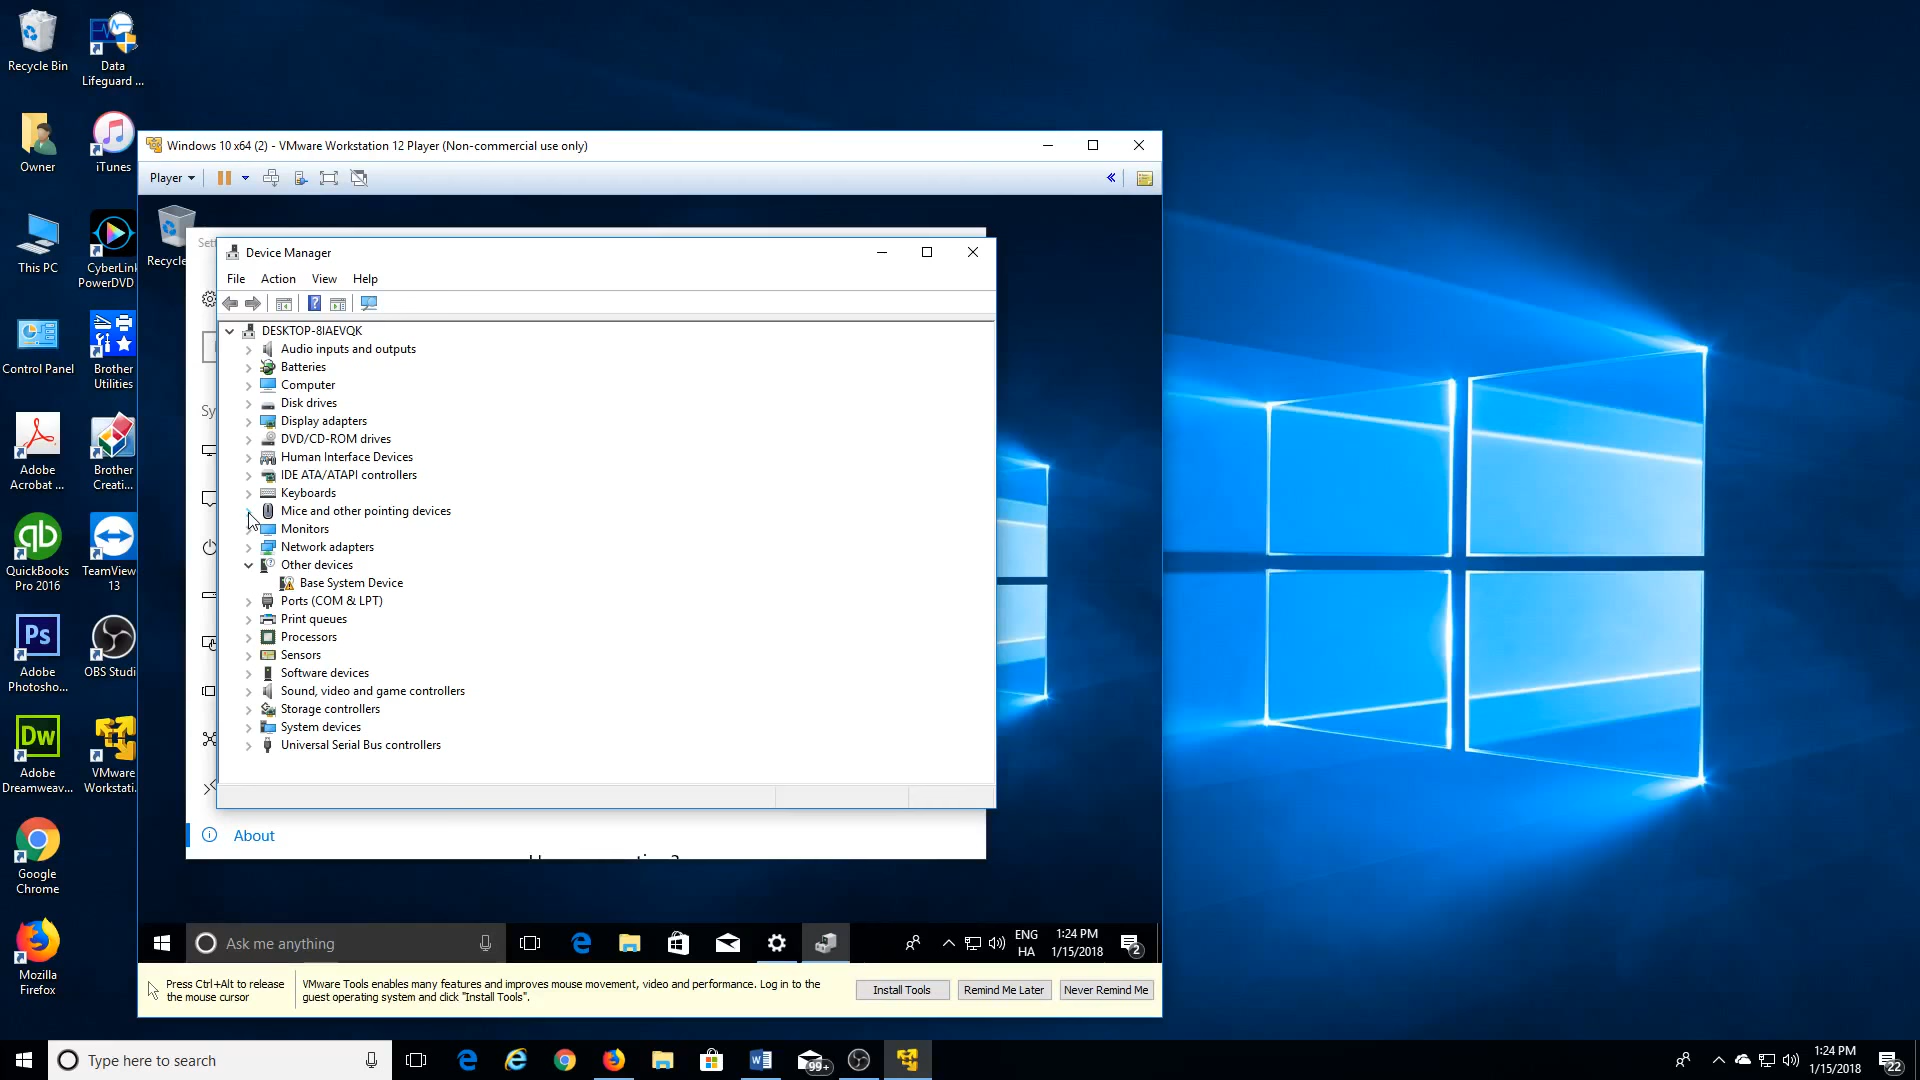 Recycle Bin
Data
Lifeguard ...
Owner
iTunes
This PC
CyberLink
PowerDVD
Control Panel
Brother
Utilities
Adobe
Acrobat ...
Brother
Creati...
QuickBooks
Pro 2016
TeamView
13
Adobe
Photosho...
OBS Studi
Adobe
Dreamweav...
VMware
Workstati.
Google
Chrome
Mozilla
Firefox
Windows 10 x64 (2) - VMware Workstation 12 Player (Non-commercial use only)
Player
Recycle
Sett
Device Manager
File Action View Help
DESKTOP-8IAEVQK
Audio inputs and outputs
Batteries
Computer
Disk drives
Display adapters
DVD/CD-ROM drives
Human Interface Devices
IDE ATA/ATAPI controllers
Keyboards
Mice and other pointing devices
Monitors
Network adapters
Other devices
Base System Device
Ports (COM & LPT)
Print queues
Processors
Sensors
Software devices
Sound, video and game controllers
Storage controllers
System devices
Universal Serial Bus controllers
Sy
About
Ask me anything
ENG
HA
1:24 PM
1/15/2018
2
Press Ctrl+Alt to release
the mouse cursor
VMware Tools enables many features and improves mouse movement, video and performance. Log in to the
guest operating system and click "Install Tools".
Install Tools
Remind Me Later
Never Remind Me
Type here to search
99+
1:24 PM
1/15/2018
22